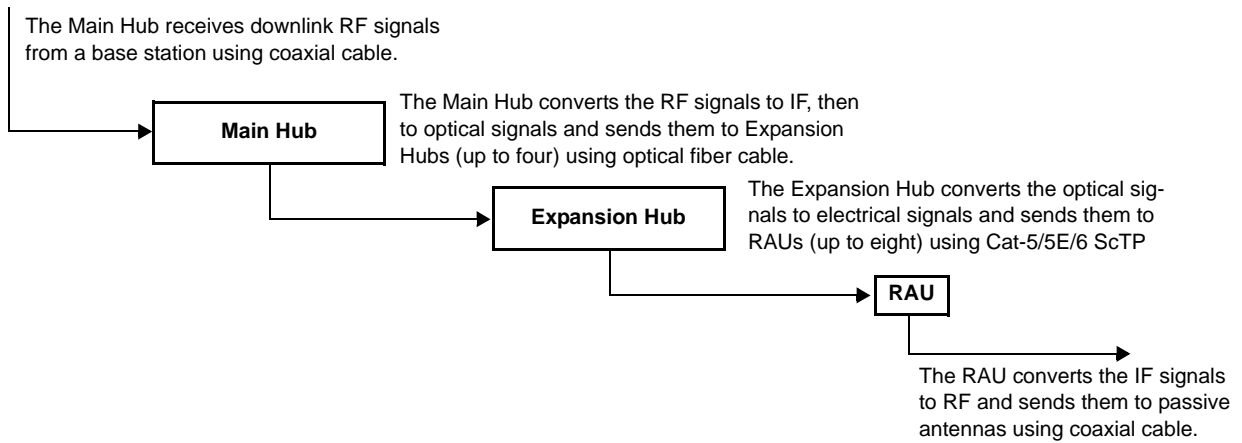 The Main Hub receives downlink RF signals
from a base station using coaxial cable.
Main Hub
The Main Hub converts the RF signals to IF, then
to optical signals and sends them to Expansion
Hubs (up to four) using optical fiber cable.
Expansion Hub
The Expansion Hub converts the optical sig-
nals to electrical signals and sends them to
RAUs (up to eight) using Cat-5/5E/6 ScTP
RAU
The RAU converts the IF signals
to RF and sends them to passive
antennas using coaxial cable.